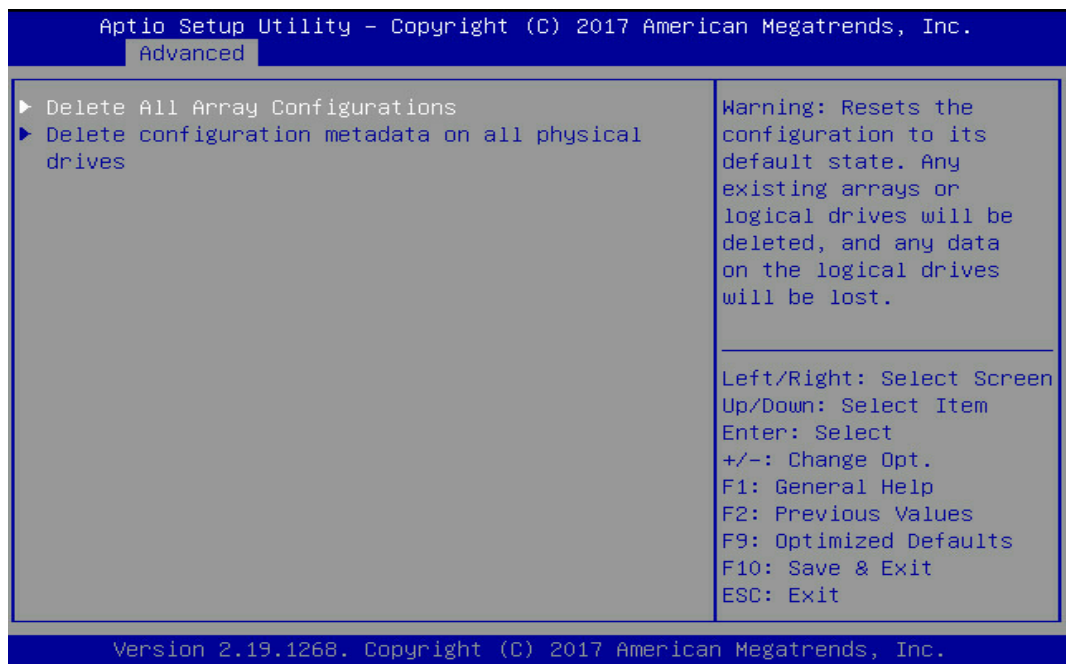 Aptio Setup Utility – Copyright (C) 2017 American Megatrends, Inc.
Advanced
Delete All Array Configurations
Delete configuration metadata on all physical
drives
Warning: Resets the
configuration to its
default state. Any
existing arrays or
logical drives will be
deleted, and any data
on the logical drives
will be lost.
Left/Right: Select Screen
Up/Down: Select Item
Enter: Select
+/-: Change Opt.
F1: General Help
F2: Previous Values
F9: Optimized Defaults
F10: Save & Exit
ESC: Exit
Version 2.19.1268. Copyright (C) 2017 American Megatrends, Inc.